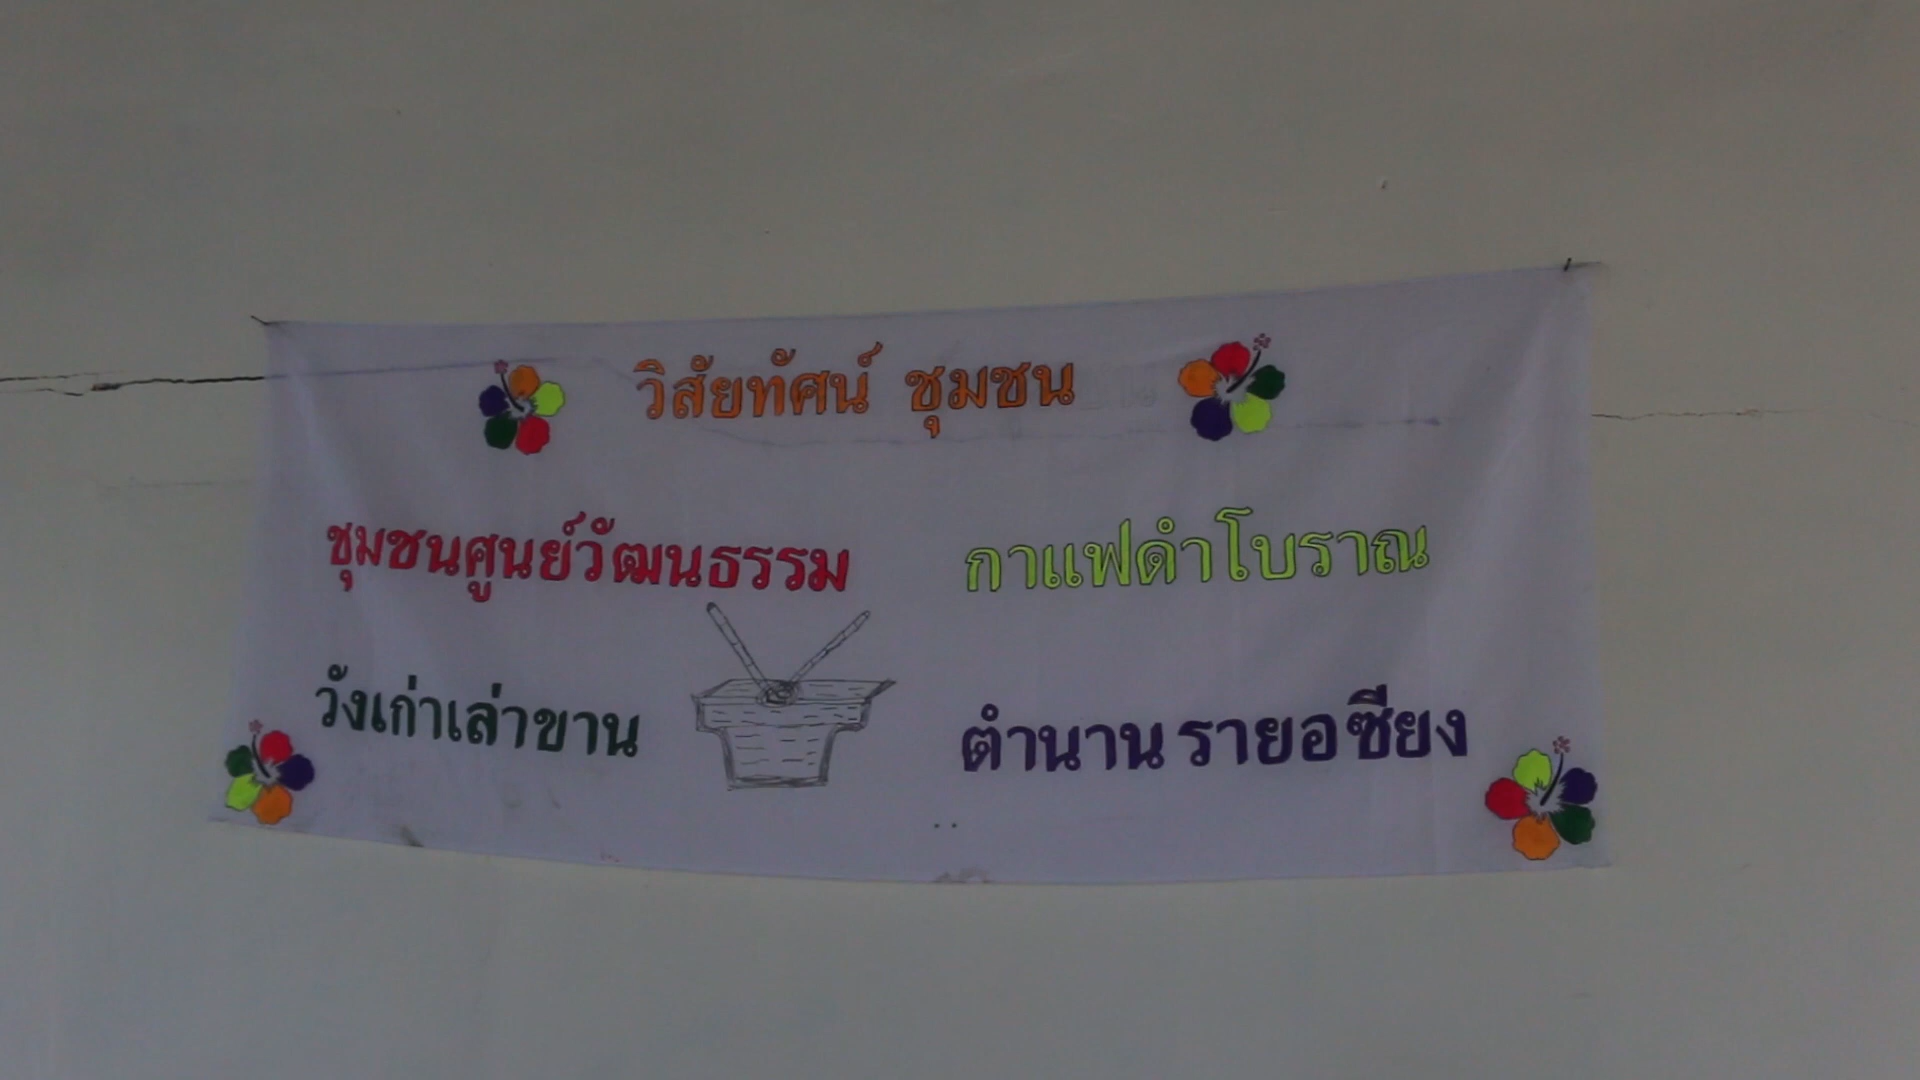 วิสัยทัศน์ ชุมชน
ชุมชนศูนย์วัฒนธรรม กาแฟดำโบราณ
วังเก่าเล่าขาน ตำนานรายอซียง